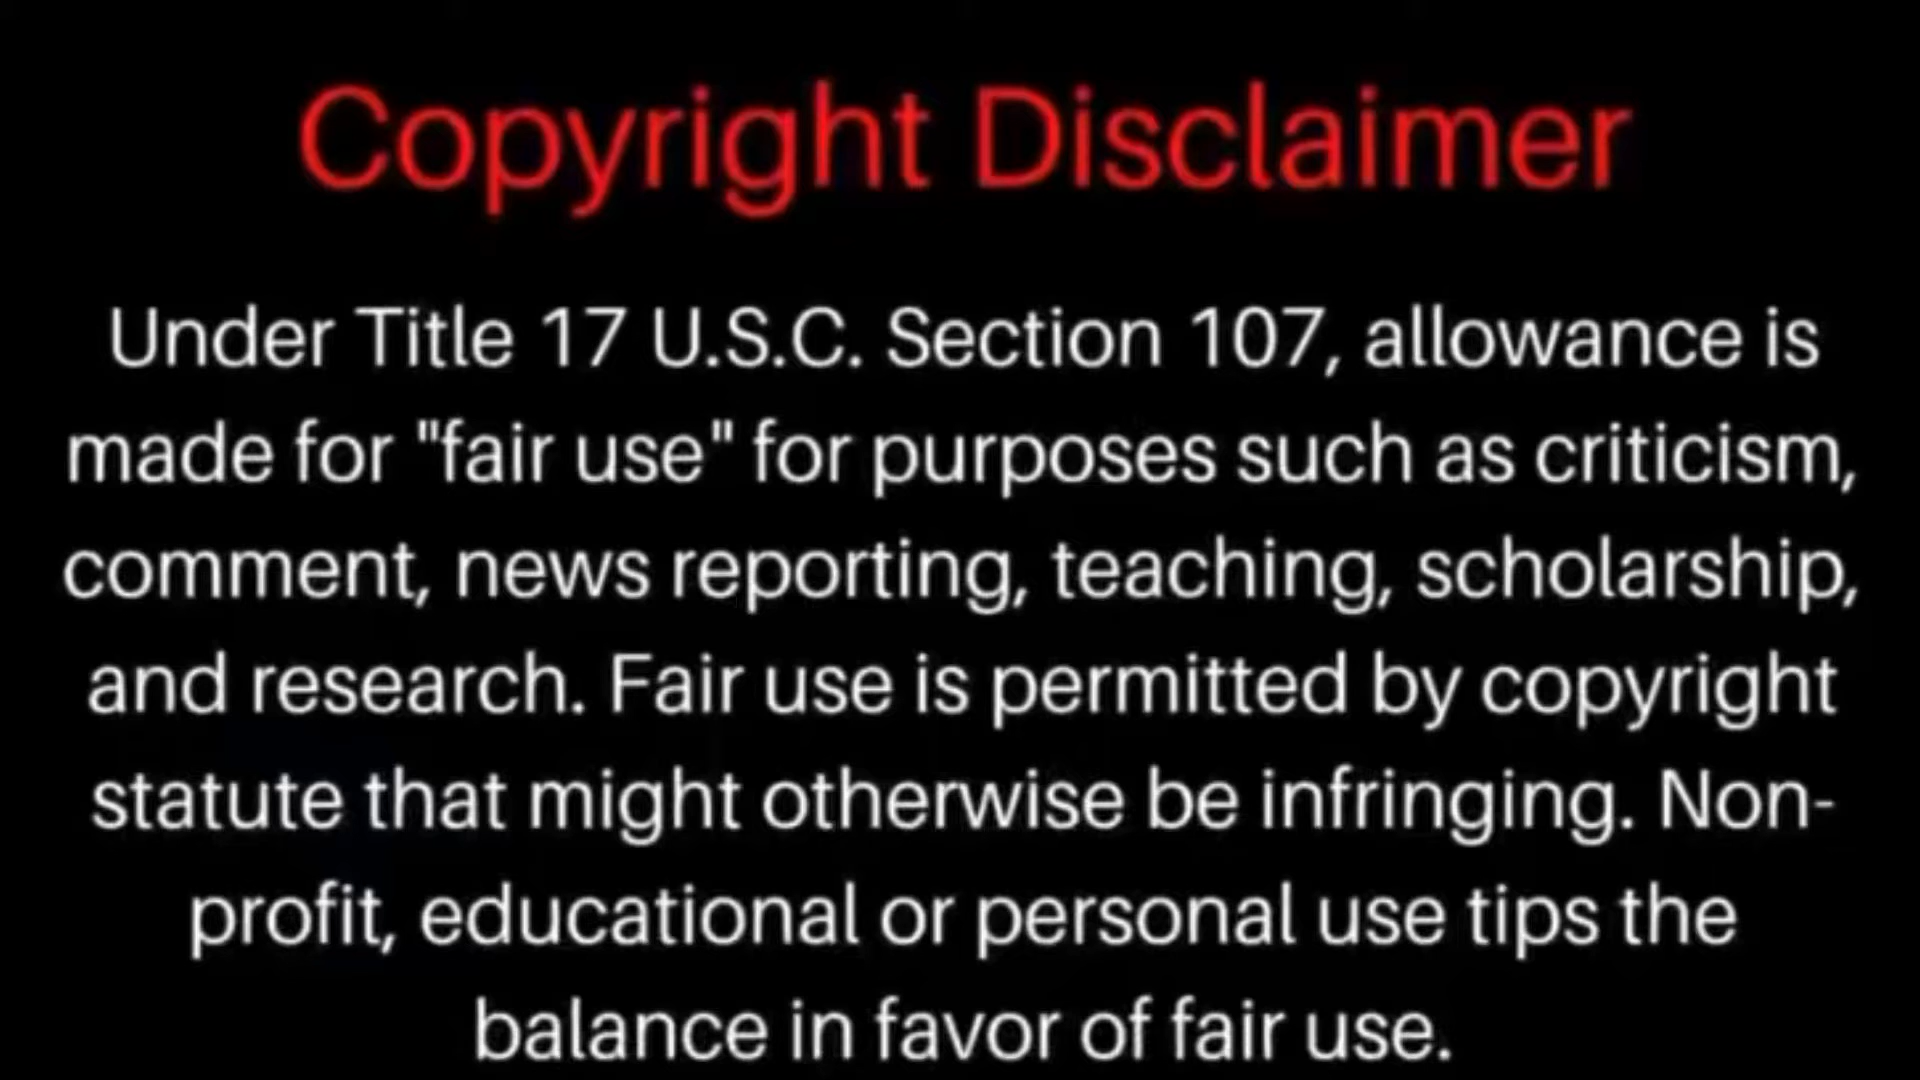 Copyright Disclaimer
Under Title 17 U.S.C. Section 107, allowance is
made for "fair use" for purposes such as criticism,
comment, news reporting, teaching, scholarship,
and research. Fair use is permitted by copyright
statute that might otherwise be infringing. Non-
profit, educational or personal use tips the
balance in favor of fair use.